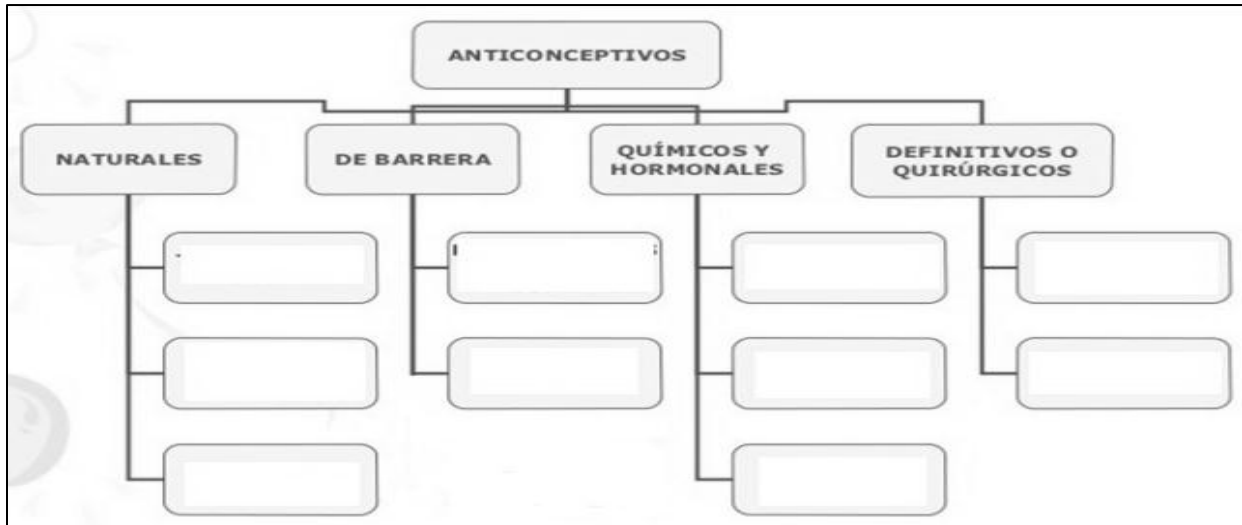 ANTICONCEPTIVOS
NATURALES
DE BARRERA
QUÍMICOS Y
HORMONALES
DEFINITIVOS O
QUIRÚRGICOS